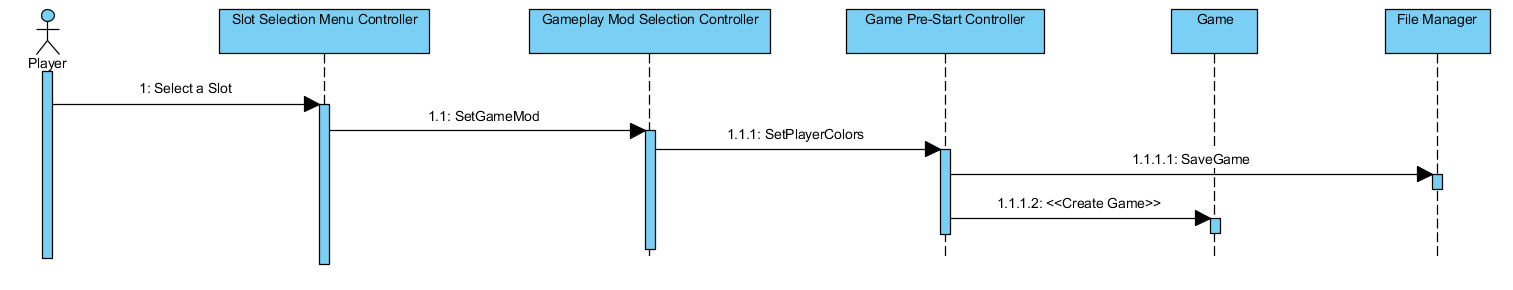 Slot Selection Menu Controller
Gameplay Mod Selection Controller
Game Pre-Start Controller
Game
File Manager
Player
1: Select a Slot
1.1: SetGameMod
1.1.1: SetPlayerColors
1.1.1.1: SaveGame
1.1.1.2: <<Create Game>>